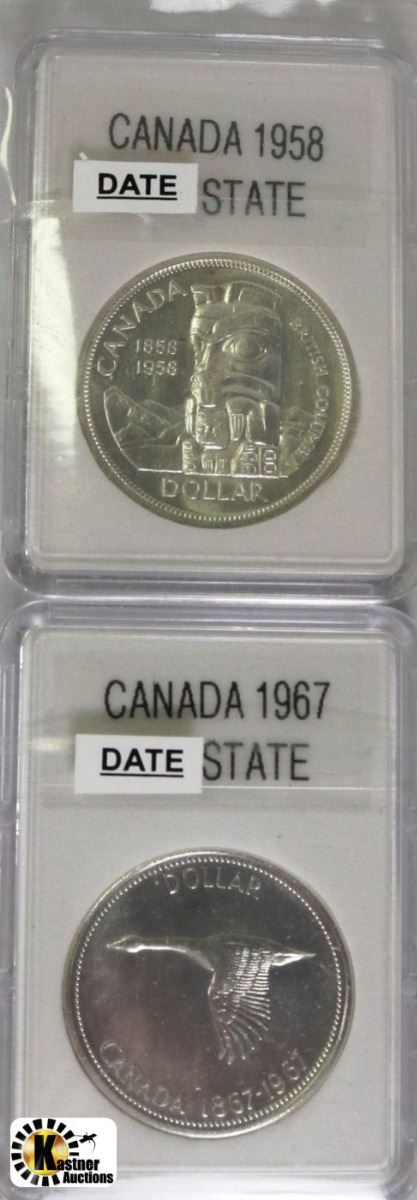 CANADA 1958
DATE STATE
CANADA
1858
1958
BRITISH COLUMBIA
DOLLAR
CANADA 1967
DATE STATE
DOLLAR
CANADA 1867-1967
Kastner
Auctions